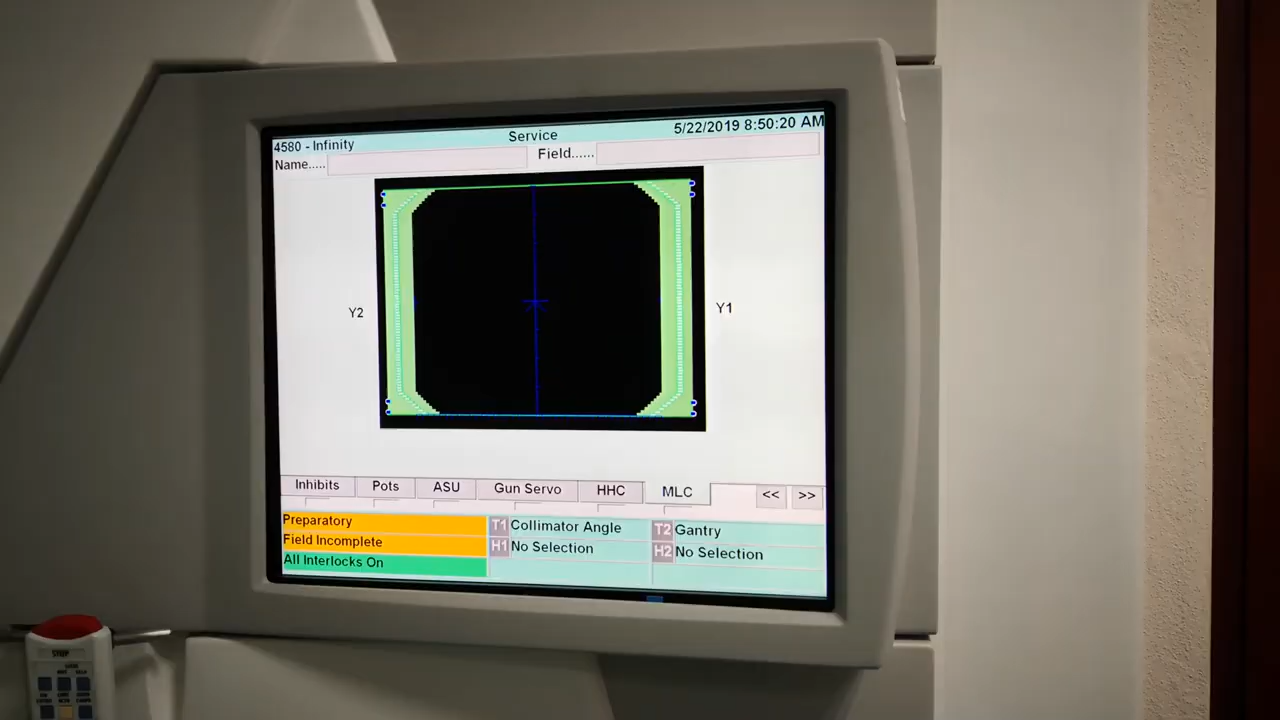 4580 - Infinity
Service
5/22/2019 8:50:20 AM
Name.....
Field......
Y2
Y1
Inhibits
Pots
ASU
Gun Servo
HHC
MLC
<<
>>
Preparatory
T1 Collimator Angle
T2 Gantry
Field Incomplete
H1 No Selection
H2 No Selection
All Interlocks On
STOP